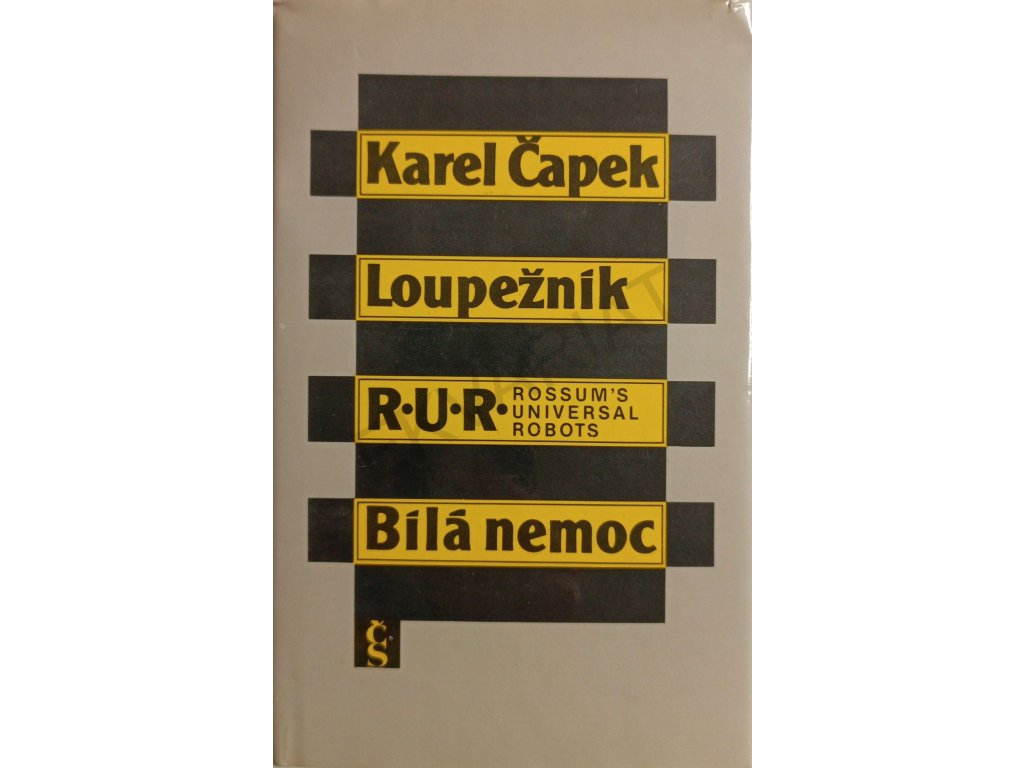 Karel Čapek
Loupežník
R·U·R·
ROSSUM'S
UNIVERSAL
ROBOTS
Bílá nemoc
ČS